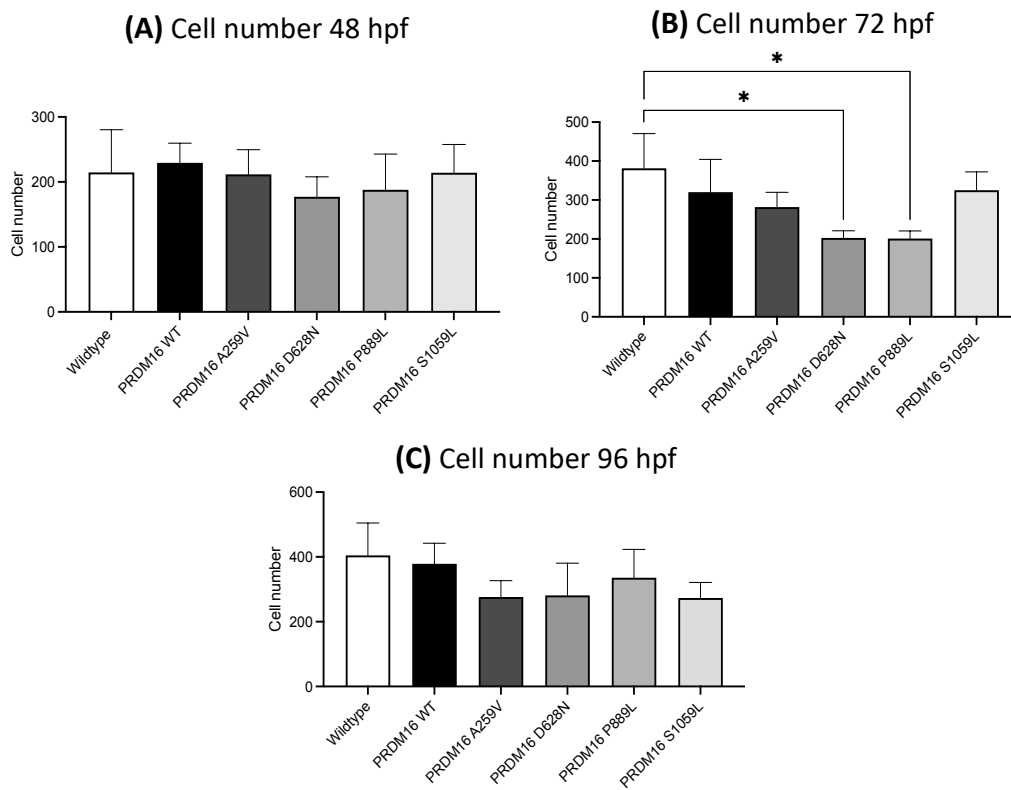 (A) Cell number 48 hpf
Cell number
300
200
100
0
Wildtype
PRDM16 WT
PRDM16 A259V
PRDM16 D628N
PRDM16 P889L
PRDM16 S1059L
(B) Cell number 72 hpf
*
*
Cell number
500
400
300
200
100
0
Wildtype
PRDM16 WT
PRDM16 A259V
PRDM16 D628N
PRDM16 P889L
PRDM16 S1059L
(C) Cell number 96 hpf
Cell number
600
400
200
0
Wildtype
PRDM16 WT
PRDM16 A259V
PRDM16 D628N
PRDM16 P889L
PRDM16 S1059L